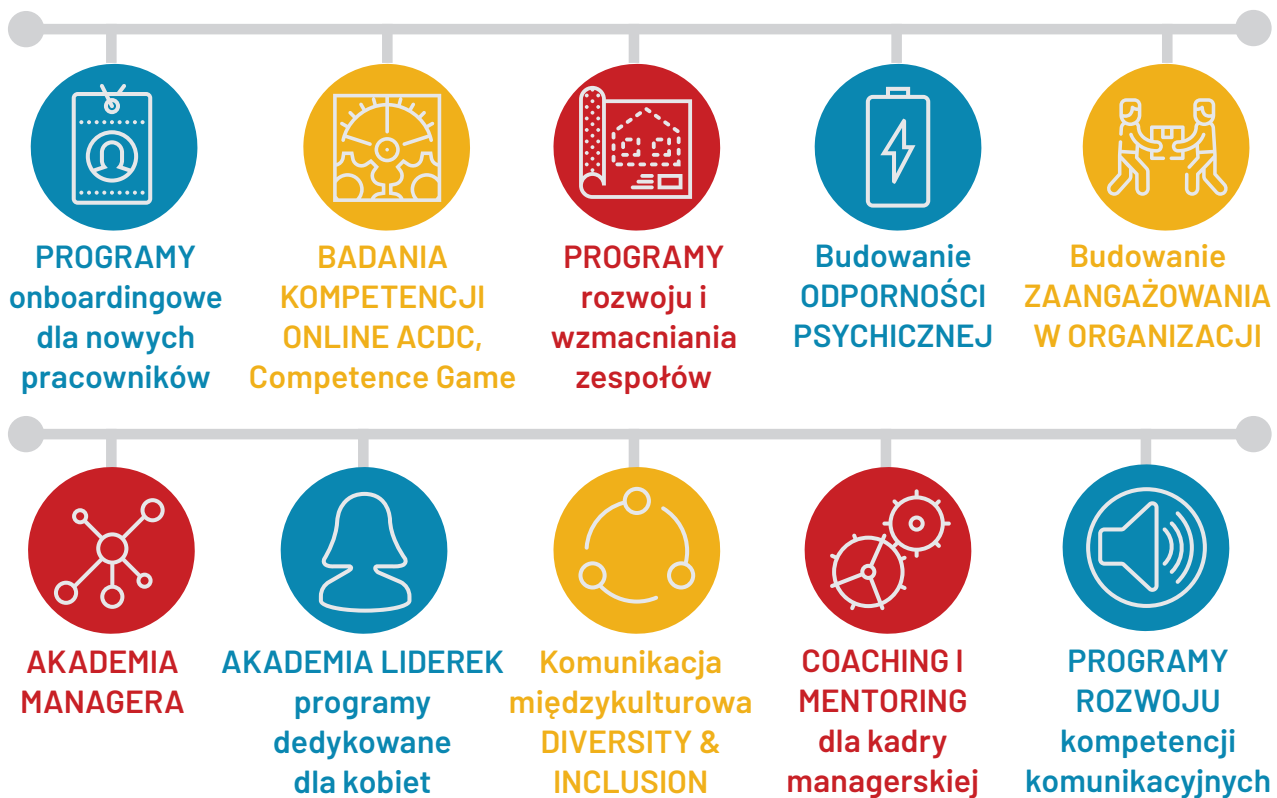 PROGRAMY
onboardingowe
dla nowych
pracowników
BADANIA
KOMPETENCJI
ONLINE ACDC,
Competence Game
PROGRAMY
rozwoju i
wzmacniania
zespołów
Budowanie
ODPORNOŚCI
PSYCHICZNEJ
Budowanie
ZAANGAŻOWANIA
W ORGANIZACJI
AKADEMIA
MANAGERA
AKADEMIA LIDEREK
programy
dedykowane
dla kobiet
Komunikacja
międzykulturowa
DIVERSITY &
INCLUSION
COACHING I
MENTORING
dla kadry
managerskiej
PROGRAMY
ROZWOJU
kompetencji
komunikacyjnych